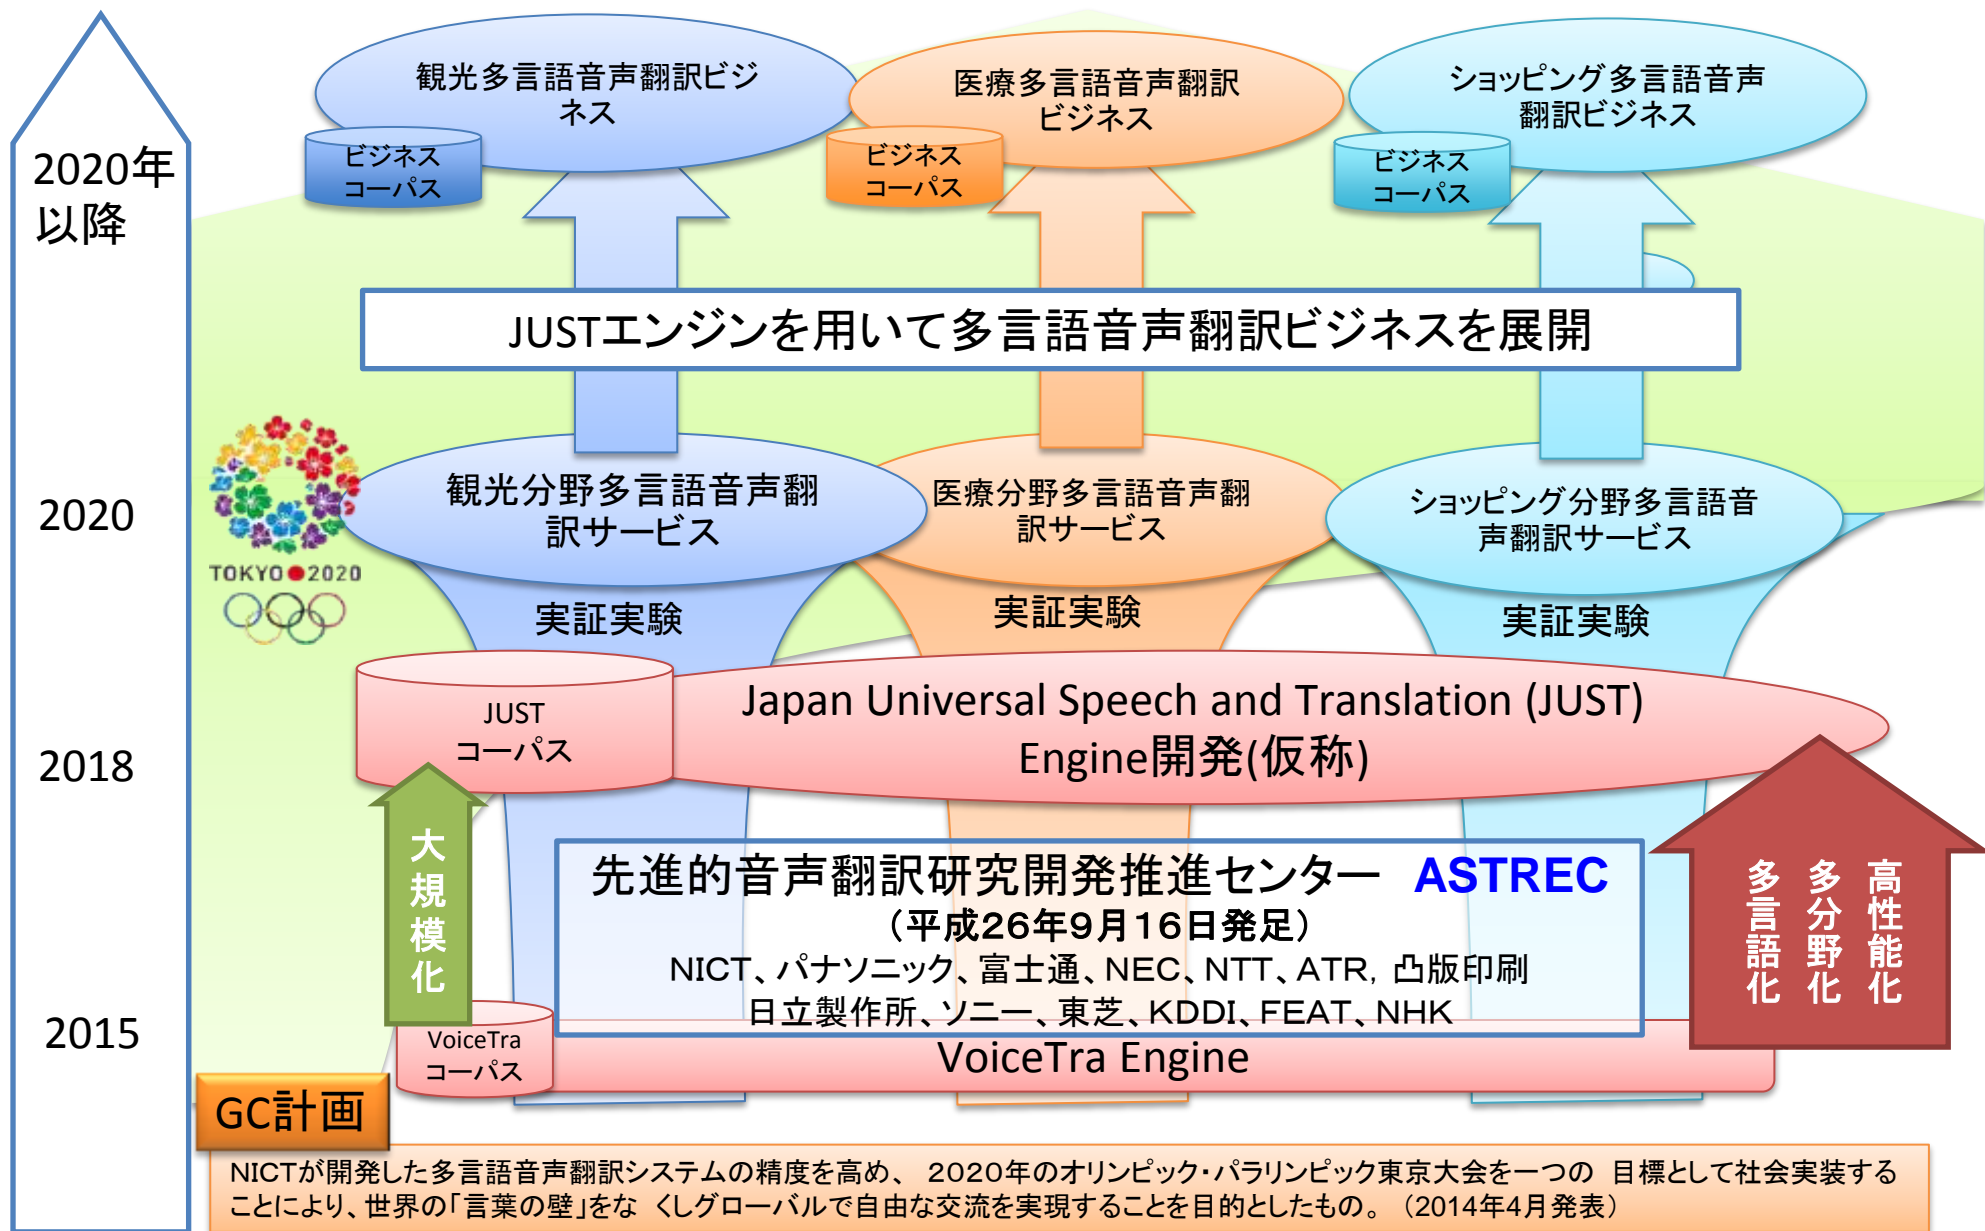 観光多言語音声翻訳ビジ
ネス
医療多言語音声翻訳
ビジネス
ショッピング多言語音声
翻訳ビジネス
ビジネス
コーパス
ビジネス
コーパス
ビジネス
コーパス
2020年
以降
JUSTエンジンを用いて多言語音声翻訳ビジネスを展開
2020
TOKYO 2020
観光分野多言語音声翻
訳サービス
医療分野多言語音声翻
訳サービス
ショッピング分野多言語音
声翻訳サービス
実証実験
実証実験
実証実験
2018
JUST
コーパス
Japan Universal Speech and Translation (JUST)
Engine開発(仮称)
大規模化
先進的音声翻訳研究開発推進センター ASTREC
（平成26年9月16日発足）
NICT、パナソニック、富士通、NEC、NTT、ATR, 凸版印刷
日立製作所、ソニー、東芝、KDDI、FEAT、NHK
高性能化
多分野化
多言語化
2015
VoiceTra
コーパス
VoiceTra Engine
GC計画
NICTが開発した多言語音声翻訳システムの精度を高め、 2020年のオリンピック・パラリンピック東京大会を一つの 目標として社会実装する
ことにより、世界の「言葉の壁」をな くしグローバルで自由な交流を実現することを目的としたもの。 （2014年4月発表）